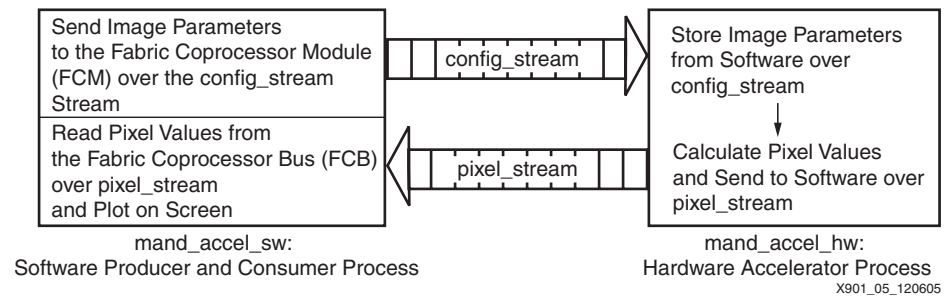 Send Image Parameters
to the Fabric Coprocessor Module
(FCM) over the config_stream
Stream
Read Pixel Values from
the Fabric Coprocessor Bus (FCB)
over pixel_stream
and Plot on Screen
config_stream
pixel_stream
Store Image Parameters
from Software over
config_stream
Calculate Pixel Values
and Send to Software over
pixel_stream
mand_accel_sw:
Software Producer and Consumer Process
mand_accel_hw:
Hardware Accelerator Process
X901_05_120605